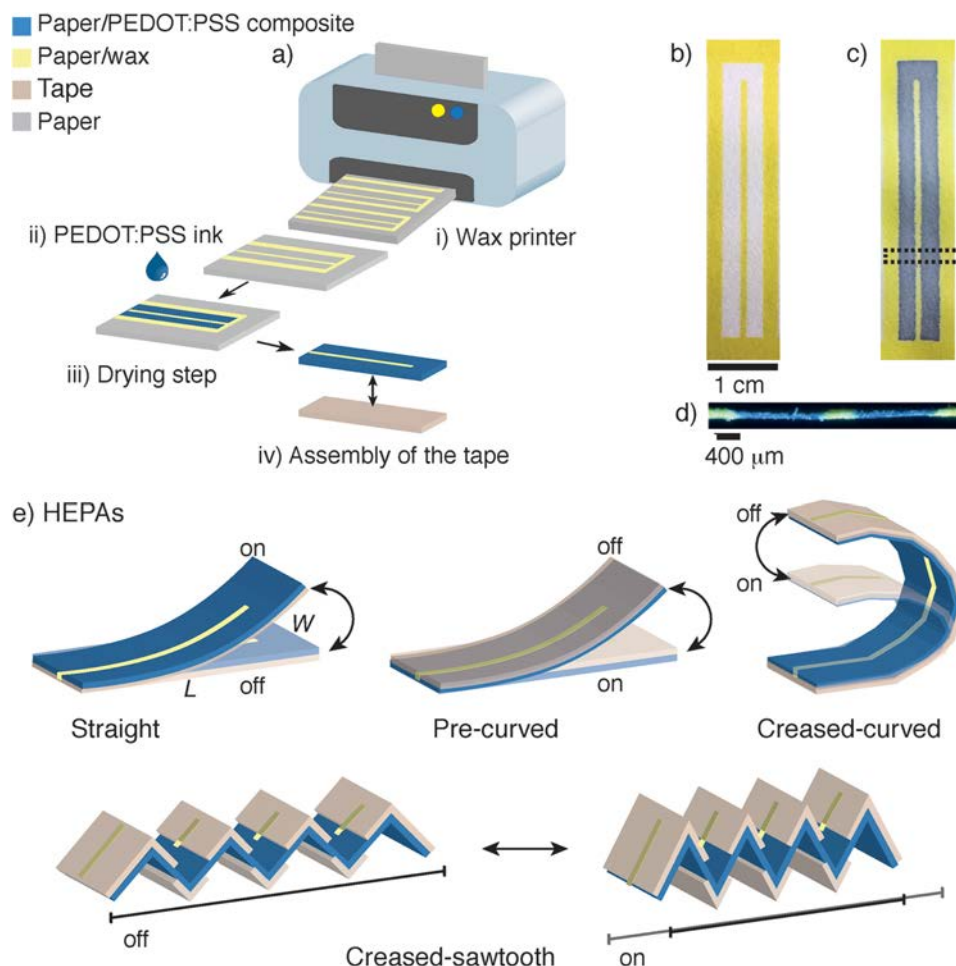 Paper/PEDOT:PSS composite
Paper/wax
Tape
Paper
a)
b)
c)
i) Wax printer
ii) PEDOT:PSS ink
iii) Drying step
iv) Assembly of the tape
1 cm
d)
400 µm
e) HEPAs
on
W
L
off
Straight
off
on
Pre-curved
off
on
Creased-curved
off
on
Creased-sawtooth